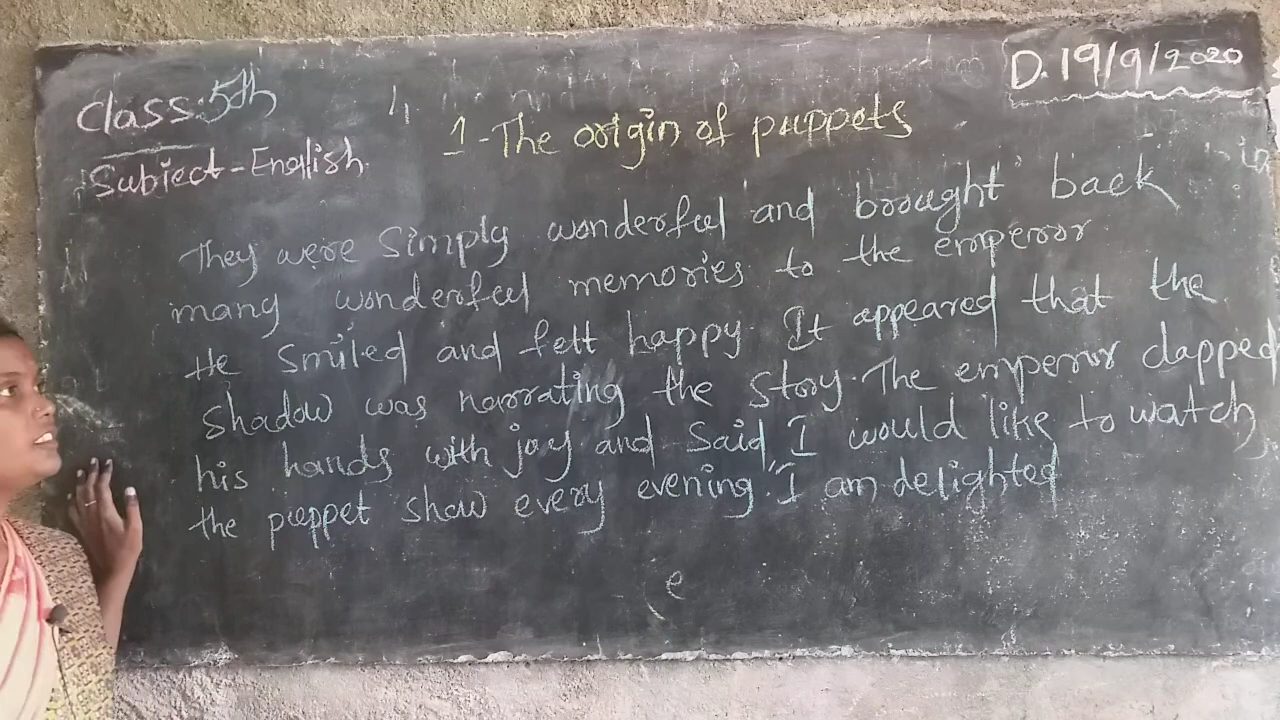 Class:5th
D.19/9/2020
1-The origin of puppets
Subject-English
They were Simply wonderful and brought back
many wonderful memories to the emperor
He Smiled and felt happy. It appeared that the
Shadow was narrating the Story. The emperor clapped
his hands with joy and Said, I would like to watch
the puppet show every evening."I am delighted
e